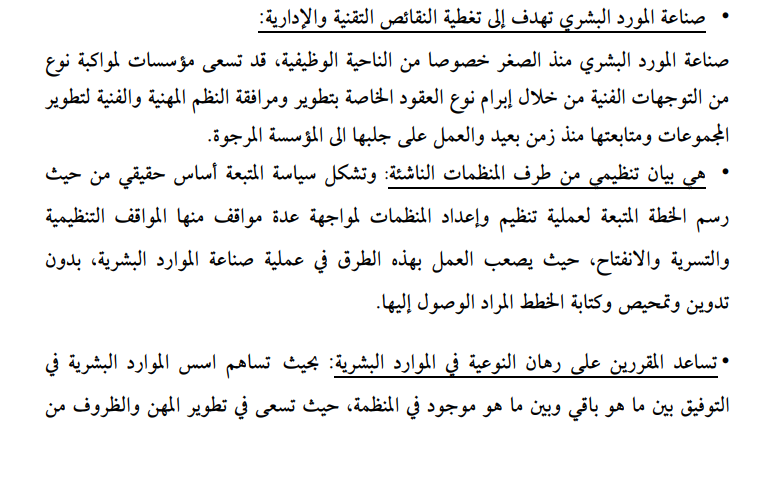 • صناعة المورد البشري تهدف إلى تغطية النقائص التقنية والإدارية:
صناعة المورد البشري منذ الصغر خصوصا من الناحية الوظيفية، قد تسعى مؤسسات لمواكبة نوع
من التوجهات الفنية من خلال إبرام نوع العقود الخاصة بتطوير ومرافقة النظم المهنية والفنية لتطوير
المجموعات ومتابعتها منذ زمن بعيد والعمل على جلبها الى المؤسسة المرجوة.
• هي بيان تنظيمي من طرف المنظمات الناشئة: وتشكل سياسة المتبعة أساس حقيقي من حيث
رسم الخطة المتبعة لعملية تنظيم وإعداد المنظمات لمواجهة عدة مواقف منها المواقف التنظيمية
والتسرية والانفتاح، حيث يصعب العمل بهذه الطرق في عملية صناعة الموارد البشرية، بدون
تدوين وتمحيص وكتابة الخطط المراد الوصول إليها.
• تساعد المقررين على رهان النوعية في الموارد البشرية: بحيث تساهم اسس الموارد البشرية في
التوفيق بين ما هو باقي وبين ما هو موجود في المنظمة، حيث تسعى في تطوير المهن والظروف من